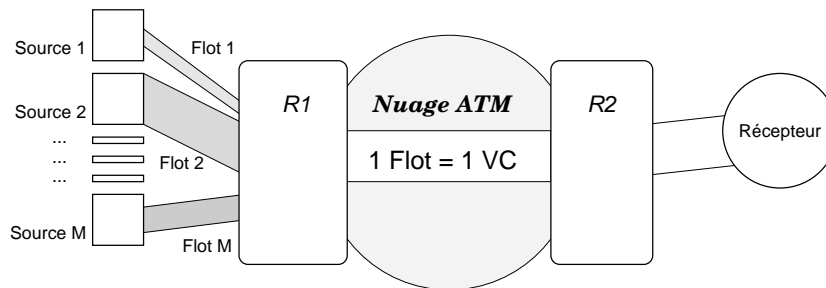 Source 1
Flot 1
Source 2
...
...
...
Flot 2
Source M
Flot M
R1
Nuage ATM
1 Flot = 1 VC
R2
Récepteur